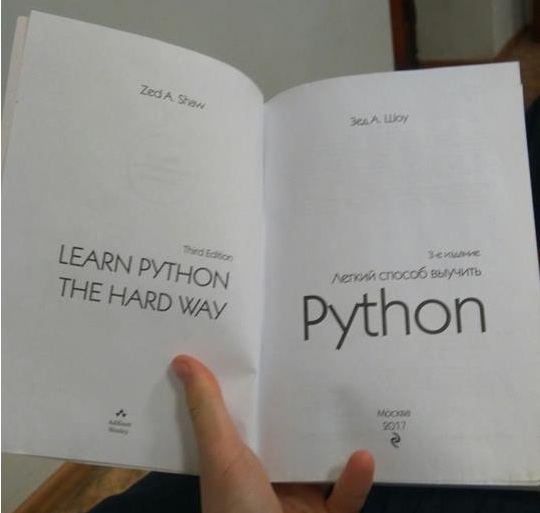 Zed A. Shaw
Third Edition
LEARN PYTHON
THE HARD WAY
Addison
Wesley
Зед А. Шоу
3-е издание
Легкий способ выучить
Python
Москва
2017